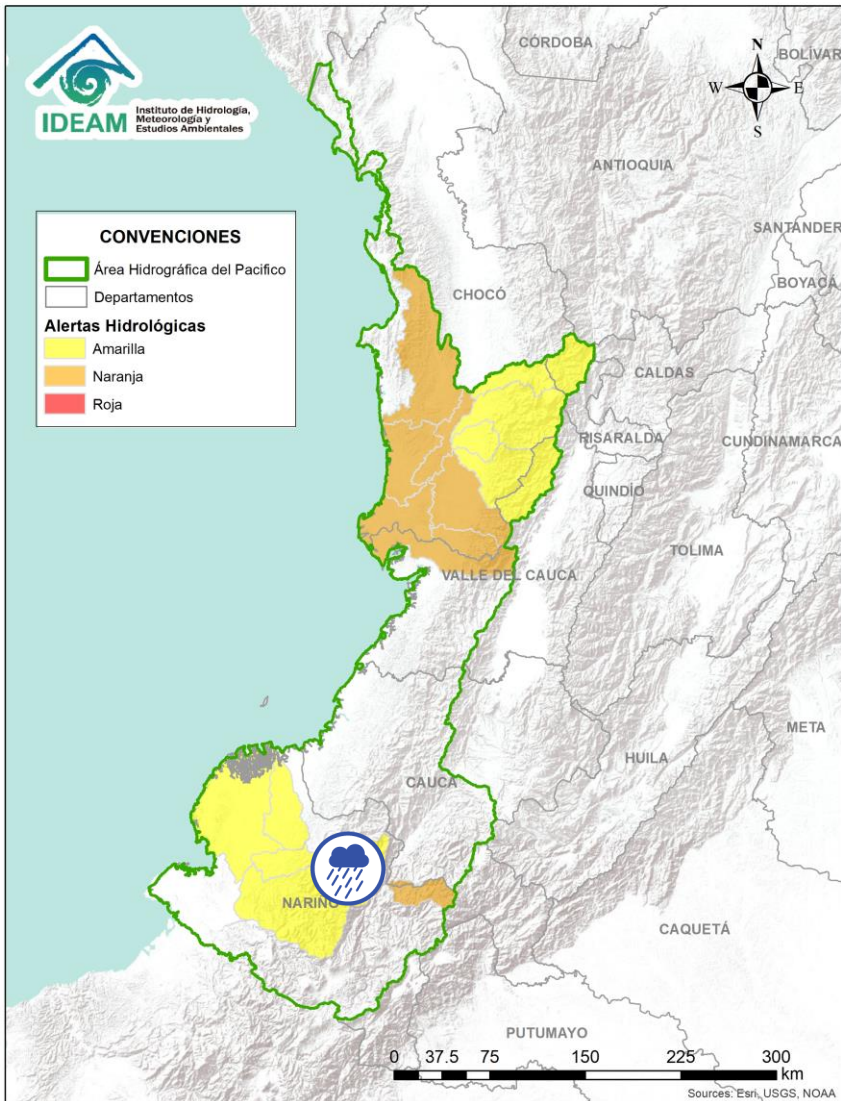 IDEAM
Instituto de Hidrología,
Meteorología y
Estudios Ambientales
N
W
E
S
CÓRDOBA
BOLÍVAR
ANTIOQUIA
SANTANDER
BOYACÁ
CHOCÓ
CALDAS
RISARALDA
CUNDINAMARCA
QUINDÍO
TOLIMA
VALLE DEL CAUCA
META
HUILA
CAUCA
NARIÑO
CAQUETÁ
PUTUMAYO
CONVENCIONES
Área Hidrográfica del Pacifico
Departamentos
Alertas Hidrológicas
Amarilla
Naranja
Roja
0 37.5 75 150 225 300
km
Sources: Esri, USGS, NOAA